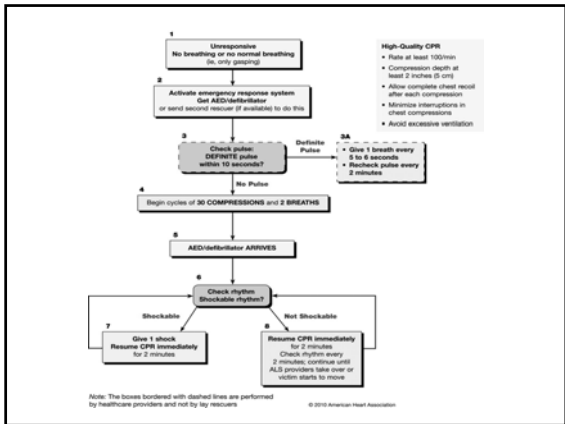 1
Unresponsive
No breathing or no normal breathing
(ie, only gasping)
High-Quality CPR
• Rate at least 100/min
• Compression depth at
least 2 inches (5 cm)
• Allow complete chest recoil
after each compression
• Minimize interruptions in
chest compressions
• Avoid excessive ventilation
2
Activate emergency response system
Get AED/defibrillator
or send second rescuer (if available) to do this
3
Check pulse:
DEFINITE pulse
within 10 seconds?
Definite
Pulse
3A
• Give 1 breath every
5 to 6 seconds
• Recheck pulse every
2 minutes
No Pulse
4
Begin cycles of 30 COMPRESSIONS and 2 BREATHS
5
AED/defibrillator ARRIVES
6
Check rhythm
Shockable rhythm?
Shockable
Not Shockable
7
Give 1 shock
Resume CPR immediately
for 2 minutes
8
Resume CPR immediately
for 2 minutes
Check rhythm every
2 minutes; continue until
ALS providers take over or
victim starts to move
Note: The boxes bordered with dashed lines are performed
by healthcare providers and not by lay rescuers
© 2010 American Heart Association